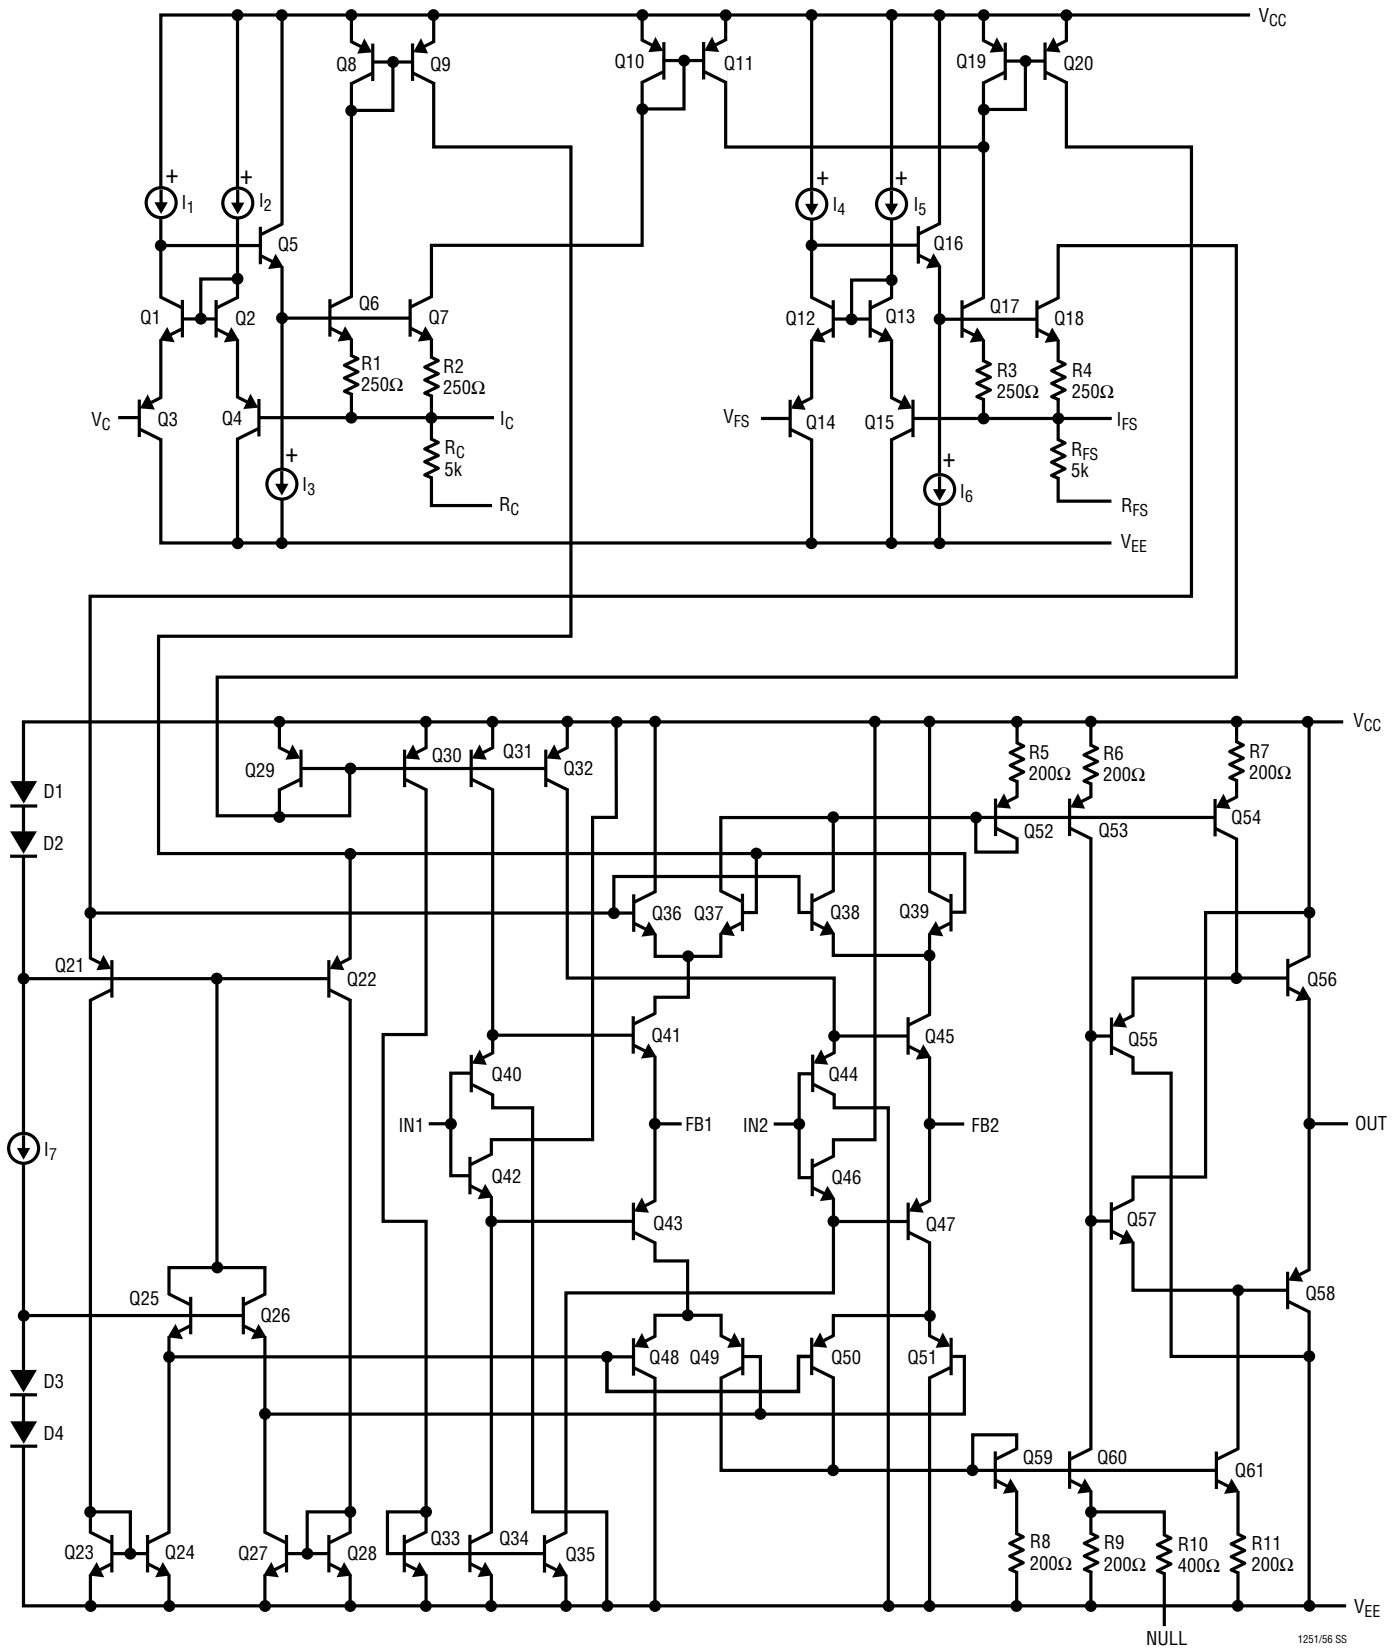 VCC
Q8
Q9
Q10
Q11
Q19
Q20
+
I1
+
I2
+
I4
+
I5
Q5
Q16
Q1
Q2
Q6
Q7
Q12
Q13
Q17
Q18
R1
250Ω
R2
250Ω
R3
250Ω
R4
250Ω
VC
Q3
Q4
IC
VFS
Q14
Q15
IFS
RC
5k
RFS
5k
+
I3
+
I6
RC
RFS
VEE
VCC
Q29
Q30
Q31
Q32
R5
200Ω
R6
200Ω
R7
200Ω
D1
D2
Q52
Q53
Q54
Q36
Q37
Q38
Q39
Q21
Q22
Q56
Q41
Q45
Q55
Q40
Q44
IN1
FB1
IN2
FB2
OUT
I7
Q42
Q46
Q43
Q47
Q57
Q25
Q26
Q58
Q48
Q49
Q50
Q51
D3
D4
Q59
Q60
Q61
Q23
Q24
Q27
Q28
Q33
Q34
Q35
R8
200Ω
R9
200Ω
R10
400Ω
R11
200Ω
VEE
NULL
1251/56 SS